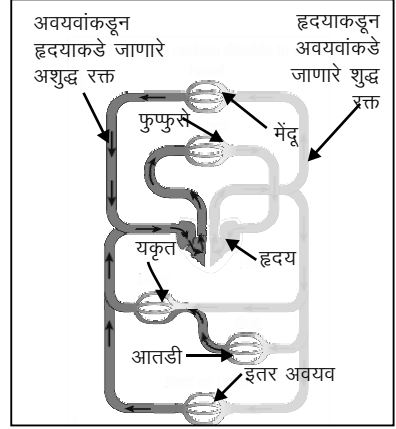 अवयवांकडून
हृदयाकडे जाणारे
अशुद्ध रक्त
हृदयाकडून
अवयवांकडे
जाणारे शुद्ध
रक्त
फुप्फुसे
मेंदू
यकृत
हृदय
आतडी
इतर अवयव